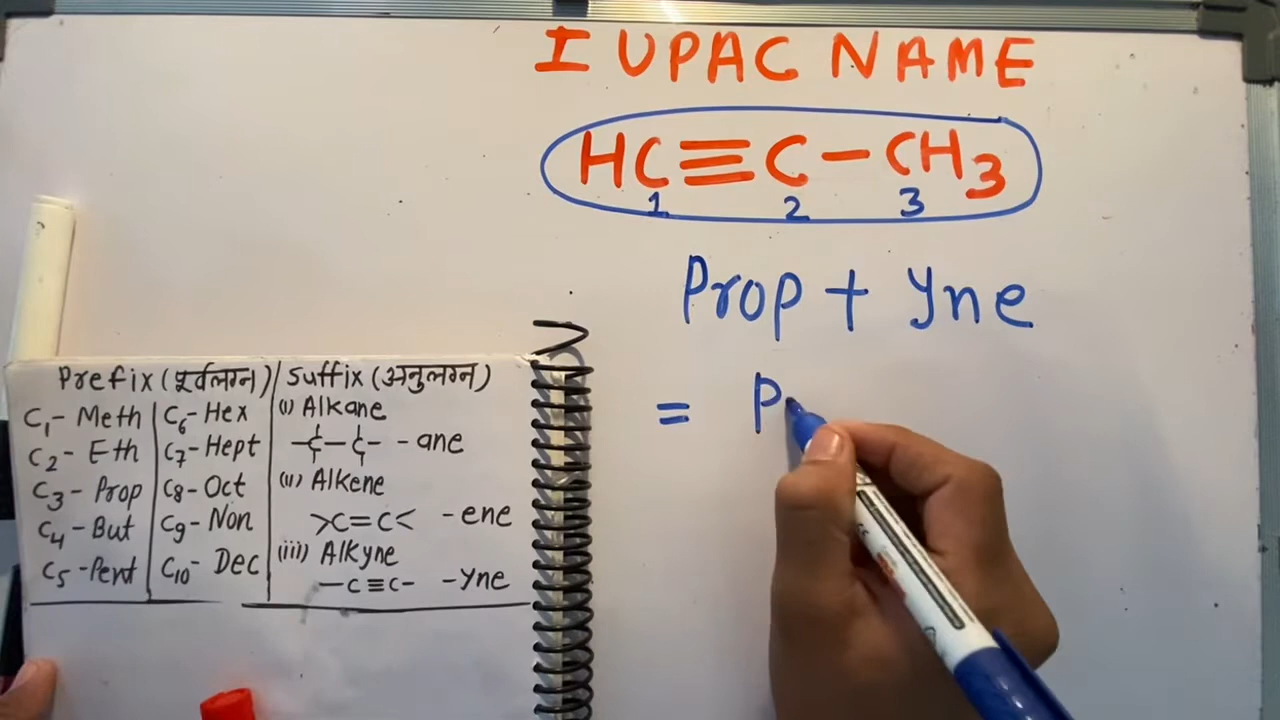 I UPAC NAME
HC≡C-CH3
1 2 3
Prop + yne
= Pr
Prefix (पूर्वलग्न) / Suffix (अनुलग्न)
C1- Meth C6- Hex (i) Alkane
C2- Eth C7- Hept -C-C- - ane
C3- Prop C8- Oct (ii) Alkene
C4- But C9- Non >C=C< - ene
C5 -Pent C10- Dec (iii) Alkyne
-C≡C- -yne